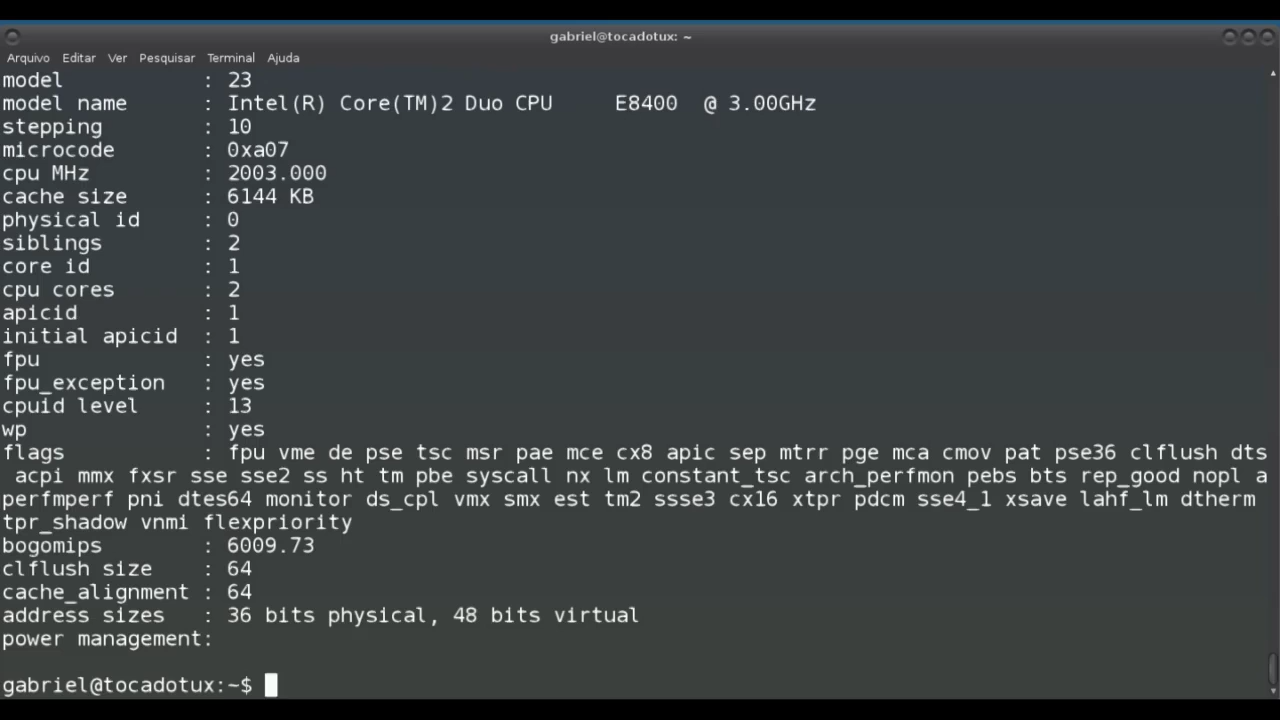 gabriel@tocadotux: ~
Arquivo Editar Ver Pesquisar Terminal Ajuda
model : 23
model name : Intel(R) Core(TM)2 Duo CPU E8400 @ 3.00GHz
stepping : 10
microcode : 0xa07
cpu MHz : 2003.000
cache size : 6144 KB
physical id : 0
siblings : 2
core id : 1
cpu cores : 2
apicid : 1
initial apicid : 1
fpu : yes
fpu_exception : yes
cpuid level : 13
wp : yes
flags : fpu vme de pse tsc msr pae mce cx8 apic sep mtrr pge mca cmov pat pse36 clflush dts
acpi mmx fxsr sse sse2 ss ht tm pbe syscall nx lm constant_tsc arch_perfmon pebs bts rep_good nopl a
perfmperf pni dtes64 monitor ds_cpl vmx smx est tm2 ssse3 cx16 xtpr pdcm sse4_1 xsave lahf_lm dtherm
tpr_shadow vnmi flexpriority
bogomips : 6009.73
clflush size : 64
cache_alignment : 64
address sizes : 36 bits physical, 48 bits virtual
power management:
gabriel@tocadotux:~$